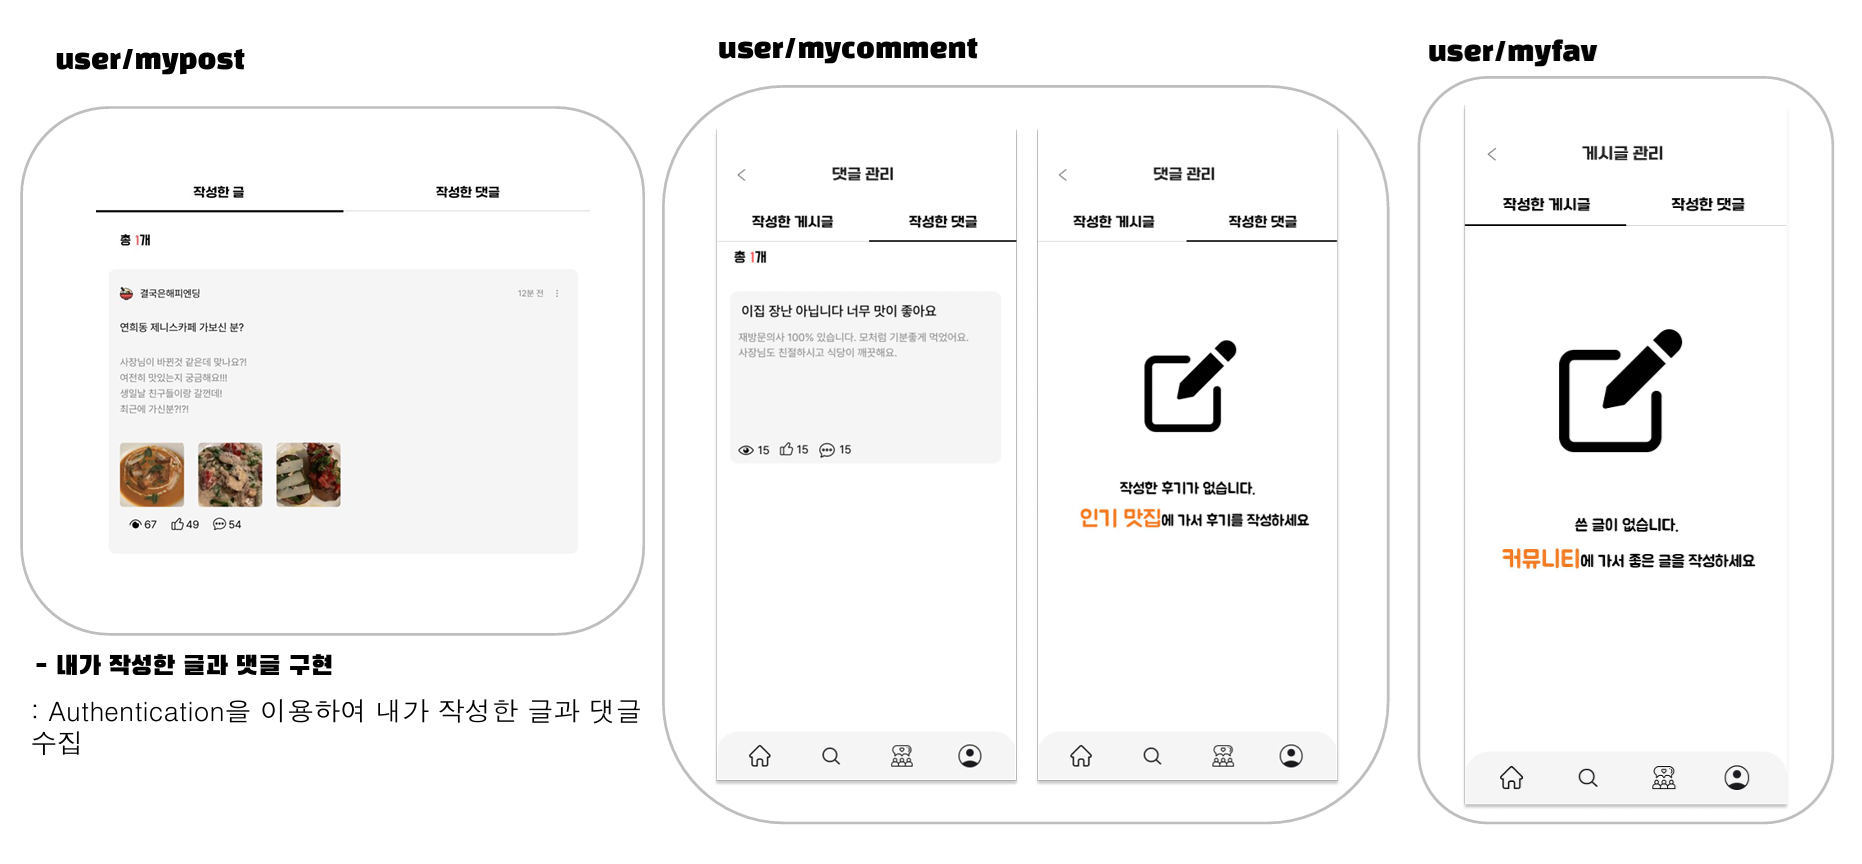 user/mypost
작성한 글
작성한 댓글
총 1개
결국은해피엔딩
12분 전
연희동 제니스카페 가보신 분?
사장님이 바뀐것 같은데 맞나요?!
여전히 맛있는지 궁금해요!!!
생일날 친구들이랑 갈껀데!
최근에 가신분?!?!
67 49 54
- 내가 작성한 글과 댓글 구현
: Authentication을 이용하여 내가 작성한 글과 댓글
수집
user/mycomment
댓글 관리
작성한 게시글
작성한 댓글
총 1개
이집 장난 아닙니다 너무 맛이 좋아요
재방문의사 100% 있습니다. 모처럼 기분좋게 먹었어요.
사장님도 친절하시고 식당이 깨끗해요.
15 15 15
댓글 관리
작성한 게시글
작성한 댓글
작성한 후기가 없습니다.
인기 맛집에 가서 후기를 작성하세요
user/myfav
게시글 관리
작성한 게시글
작성한 댓글
쓴 글이 없습니다.
커뮤니티에 가서 좋은 글을 작성하세요